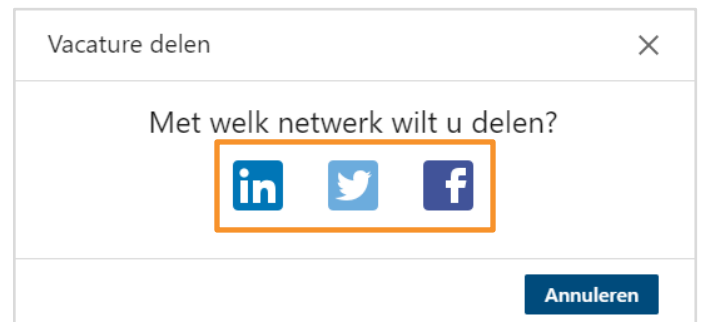 Vacature delen
Met welk netwerk wilt u delen?
in f
Annuleren